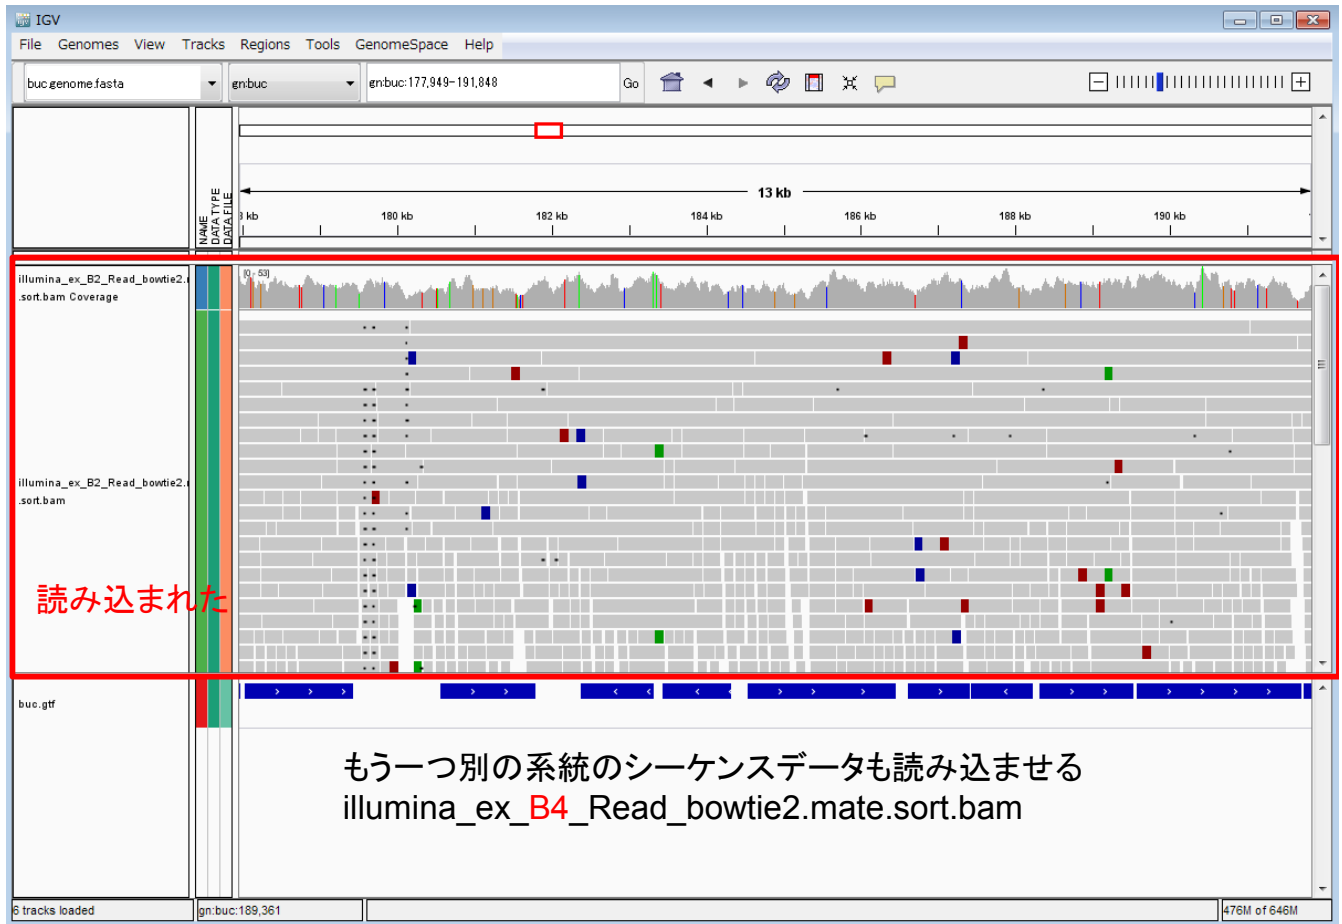 IGV
File Genomes View Tracks Regions Tools GenomeSpace Help
buc.genome.fasta gn:buc gn:buc:177,949-191,848 Go
NAME
DATA TYPE
DATA FILE
13 kb
kb 180 kb 182 kb 184 kb 186 kb 188 kb 190 kb
illumina_ex_B2_Read_bowtie2.
.sort.bam Coverage
[0 - 53]
illumina_ex_B2_Read_bowtie2.
.sort.bam
読み込まれた
buc.gtf
もう一つ別の系統のシーケンスデータも読み込ませる
illumina_ex_B4_Read_bowtie2.mate.sort.bam
6 tracks loaded gn:buc:189,361 476M of 646M